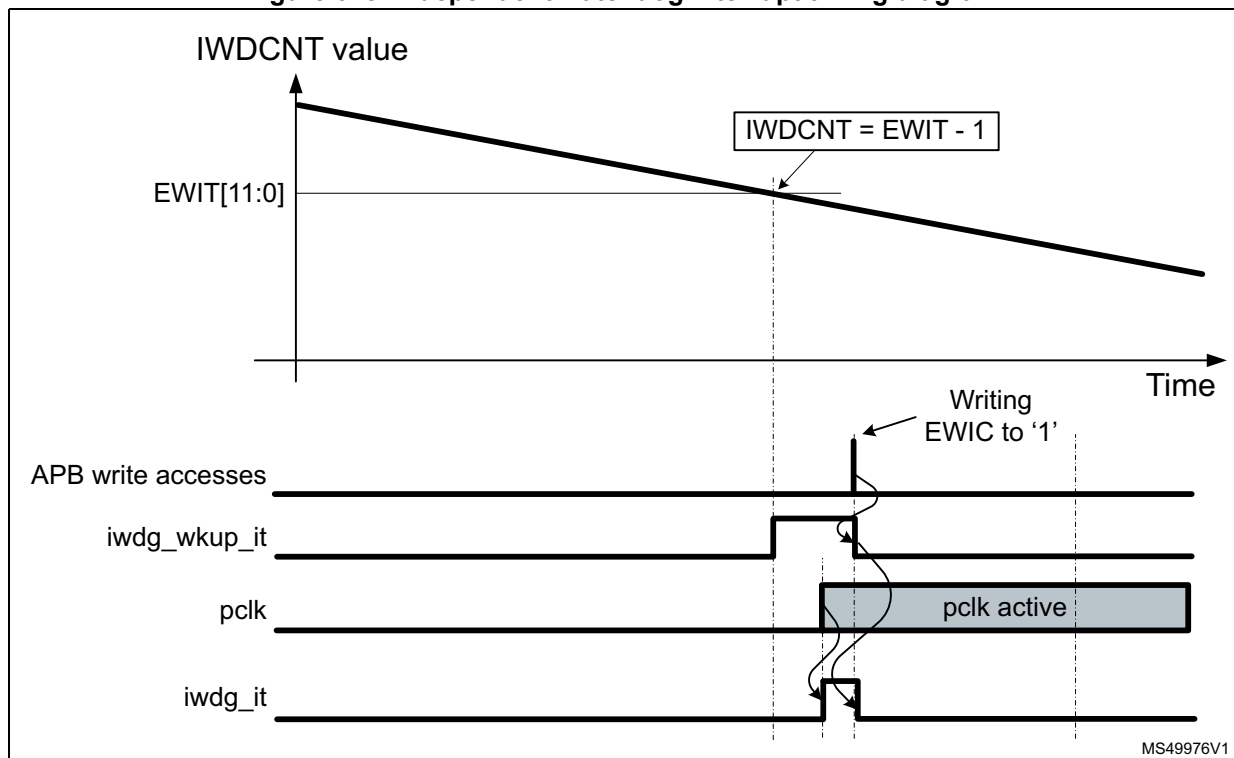 IWDCNT value
IWDCNT = EWIT - 1
EWIT[11:0]
Time
Writing
EWIC to ‘1’
APB write accesses
iwdg_wkup_it
pclk
pclk active
iwdg_it
MS49976V1